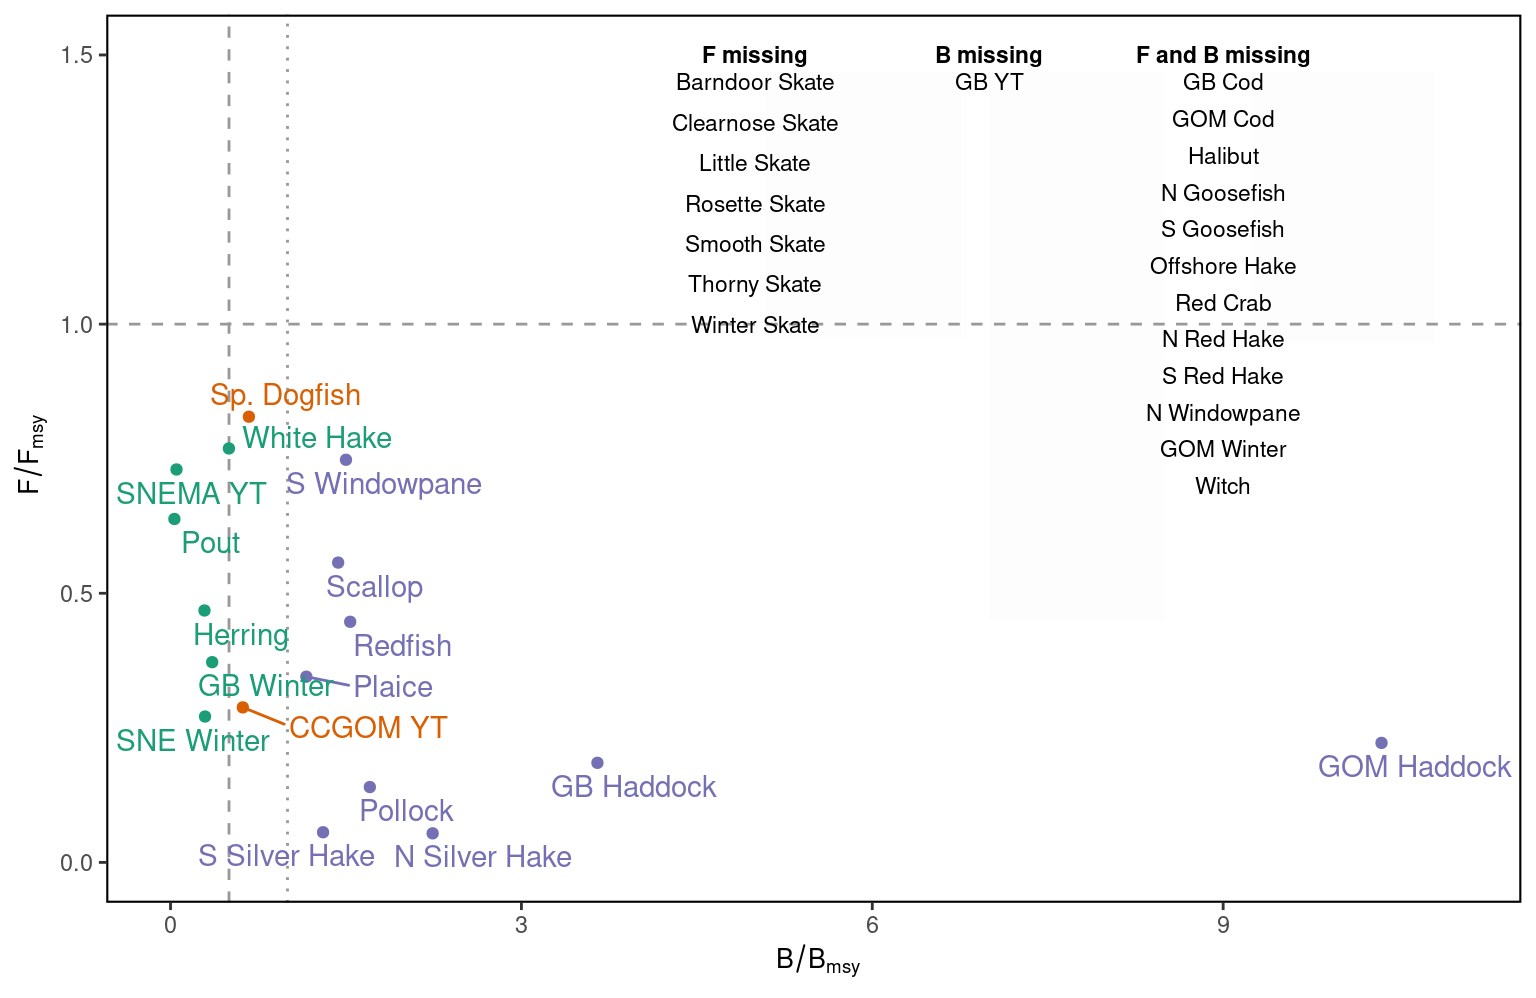 1.5
F missing
B missing
F and B missing
Barndoor Skate
GB YT
GB Cod
Clearnose Skate
GOM Cod
Little Skate
Halibut
Rosette Skate
N Goosefish
Smooth Skate
S Goosefish
Thorny Skate
Offshore Hake
Red Crab
1.0
Winter Skate
N Red Hake
S Red Hake
N Windowpane
GOM Winter
Witch
Sp. Dogfish
White Hake
S Windowpane
SNEMA YT
Pout
F/Fmsy
0.5
Scallop
Herring
Redfish
GB Winter
Plaice
CCGOM YT
SNE Winter
GOM Haddock
GB Haddock
Pollock
S Silver Hake
N Silver Hake
0.0
0
3
6
9
B/Bmsy